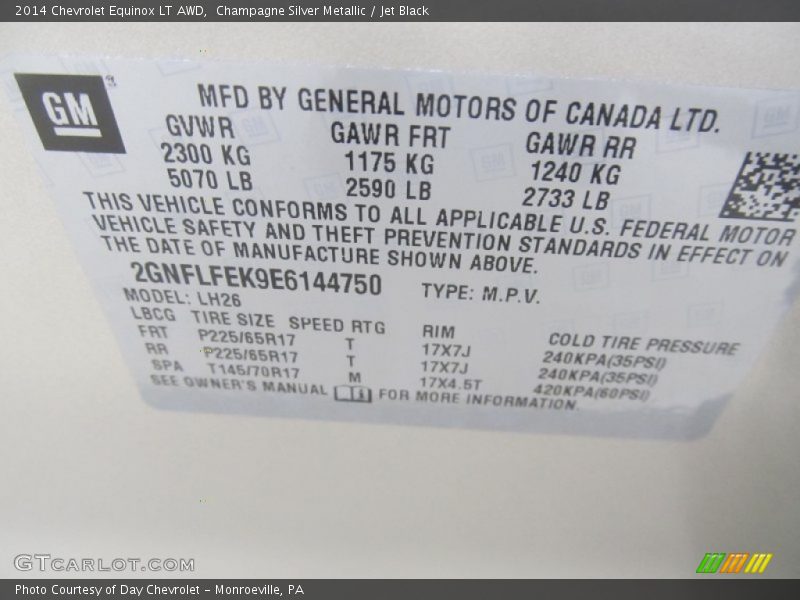 2014 Chevrolet Equinox LT AWD,  Champagne Silver Metallic / Jet Black
GM
MFD BY GENERAL MOTORS OF CANADA LTD.
GVWR GAWR FRT GAWR RR
2300 KG 1175 KG 1240 KG
5070 LB 2590 LB 2733 LB
THIS VEHICLE CONFORMS TO ALL APPLICABLE U.S. FEDERAL MOTOR
VEHICLE SAFETY AND THEFT PREVENTION STANDARDS IN EFFECT ON
THE DATE OF MANUFACTURE SHOWN ABOVE.
2GNFLFEK9E6144750 TYPE: M.P.V.
MODEL: LH26
LBCG TIRE SIZE SPEED RTG RIM COLD TIRE PRESSURE
FRT P225/65R17 T 17X7J 240KPA(35PSI)
RR P225/65R17 T 17X7J 240KPA(35PSI)
SPA T145/70R17 M 17X4.5T 420KPA(60PSI)
SEE OWNER'S MANUAL FOR MORE INFORMATION.
GTCARLOT.COM
Photo Courtesy of Day Chevrolet – Monroeville, PA